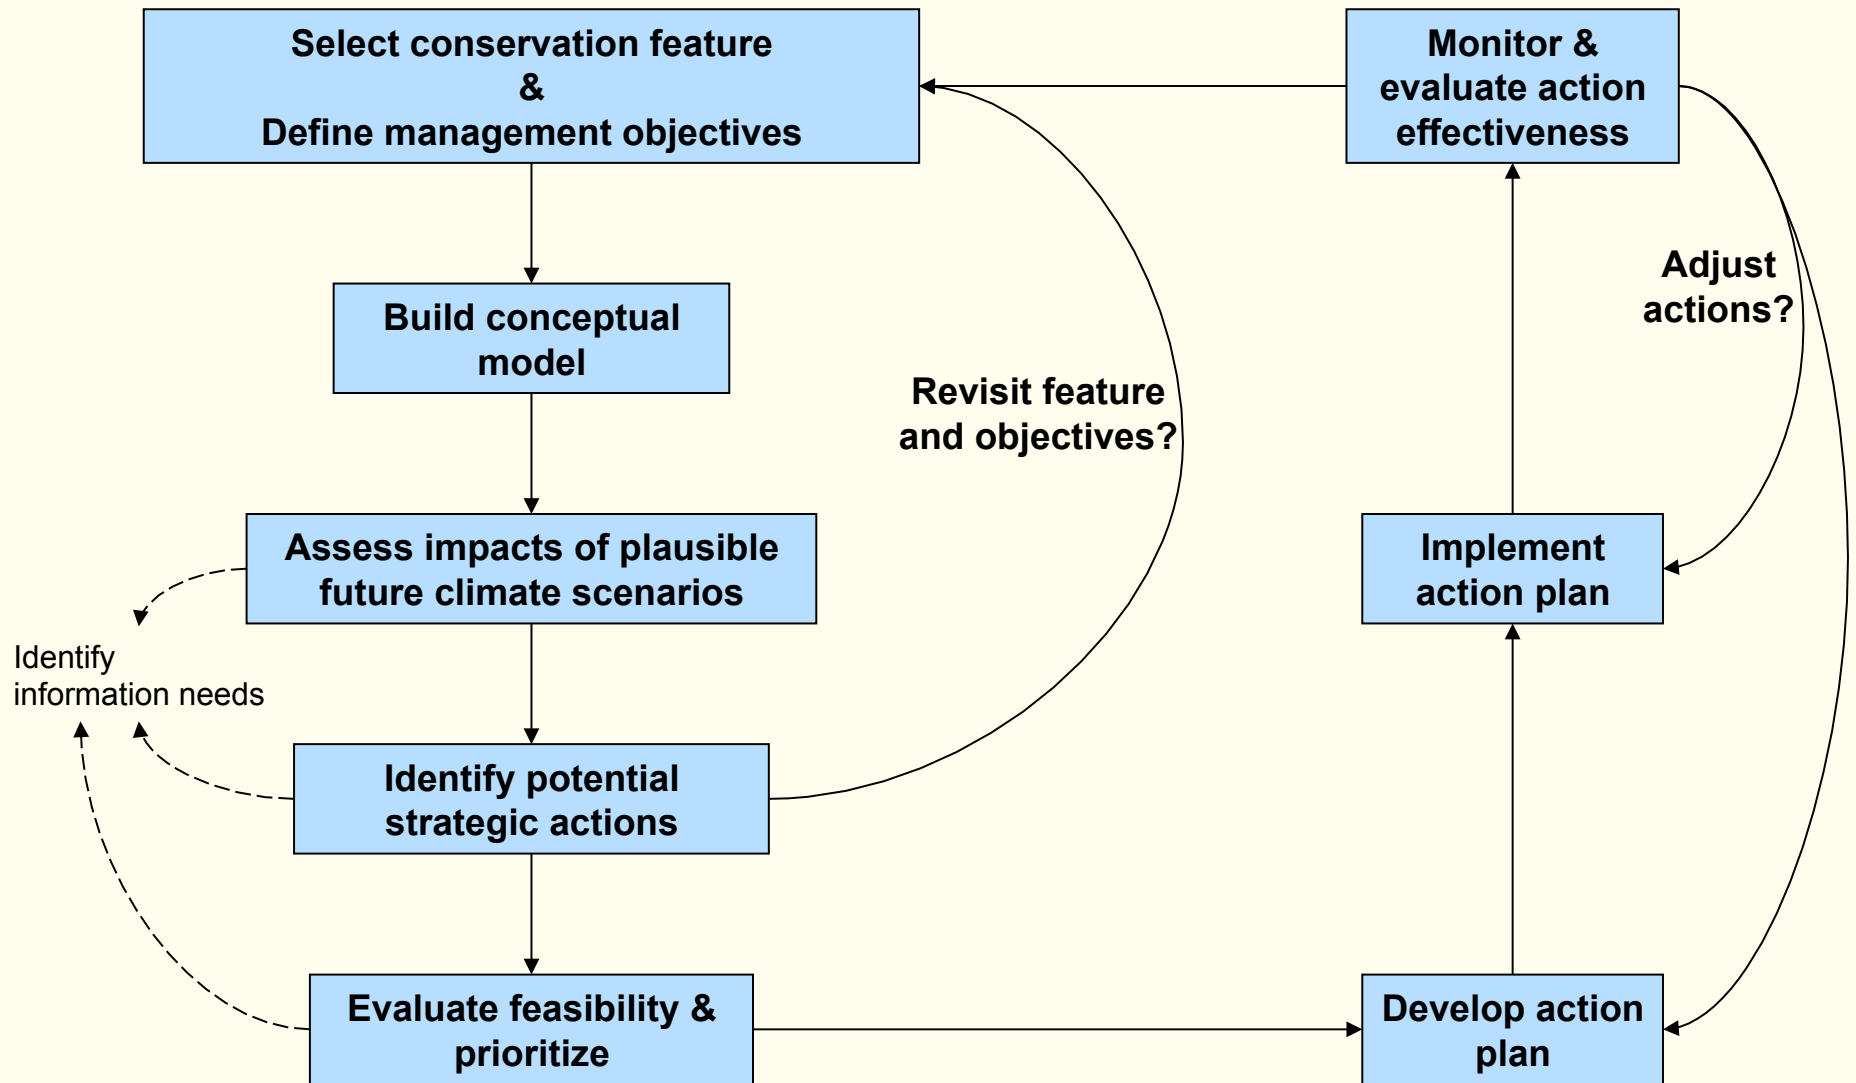 Select conservation feature
&
Define management objectives
Monitor &
evaluate action
effectiveness
Build conceptual
model
Adjust
actions?
Revisit feature
and objectives?
Assess impacts of plausible
future climate scenarios
Implement
action plan
Identify
information needs
Identify potential
strategic actions
Evaluate feasibility &
prioritize
Develop action
plan